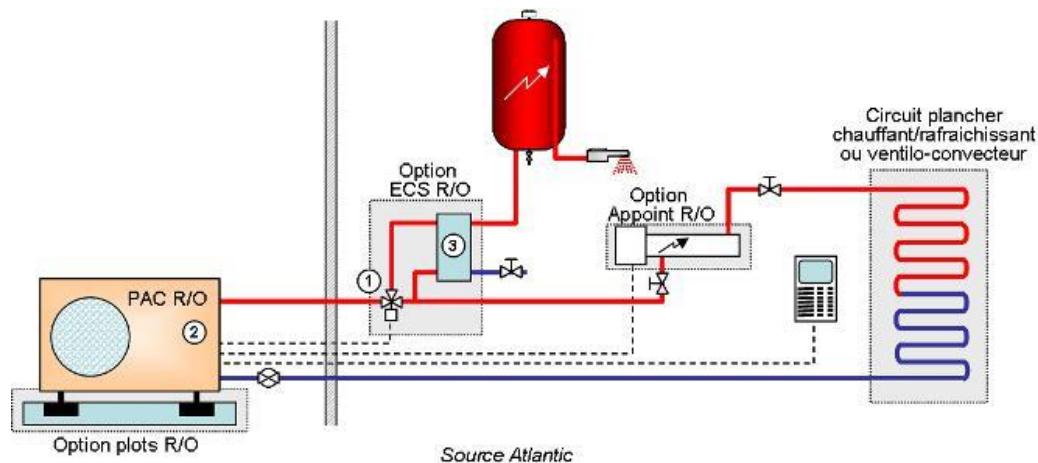 Circuit plancher
chauffant/rafraichissant
ou ventilo-convecteur
Option
ECS R/O
Option
Appoint R/O
3
1
PAC R/O
2
Option plots R/O
Source Atlantic